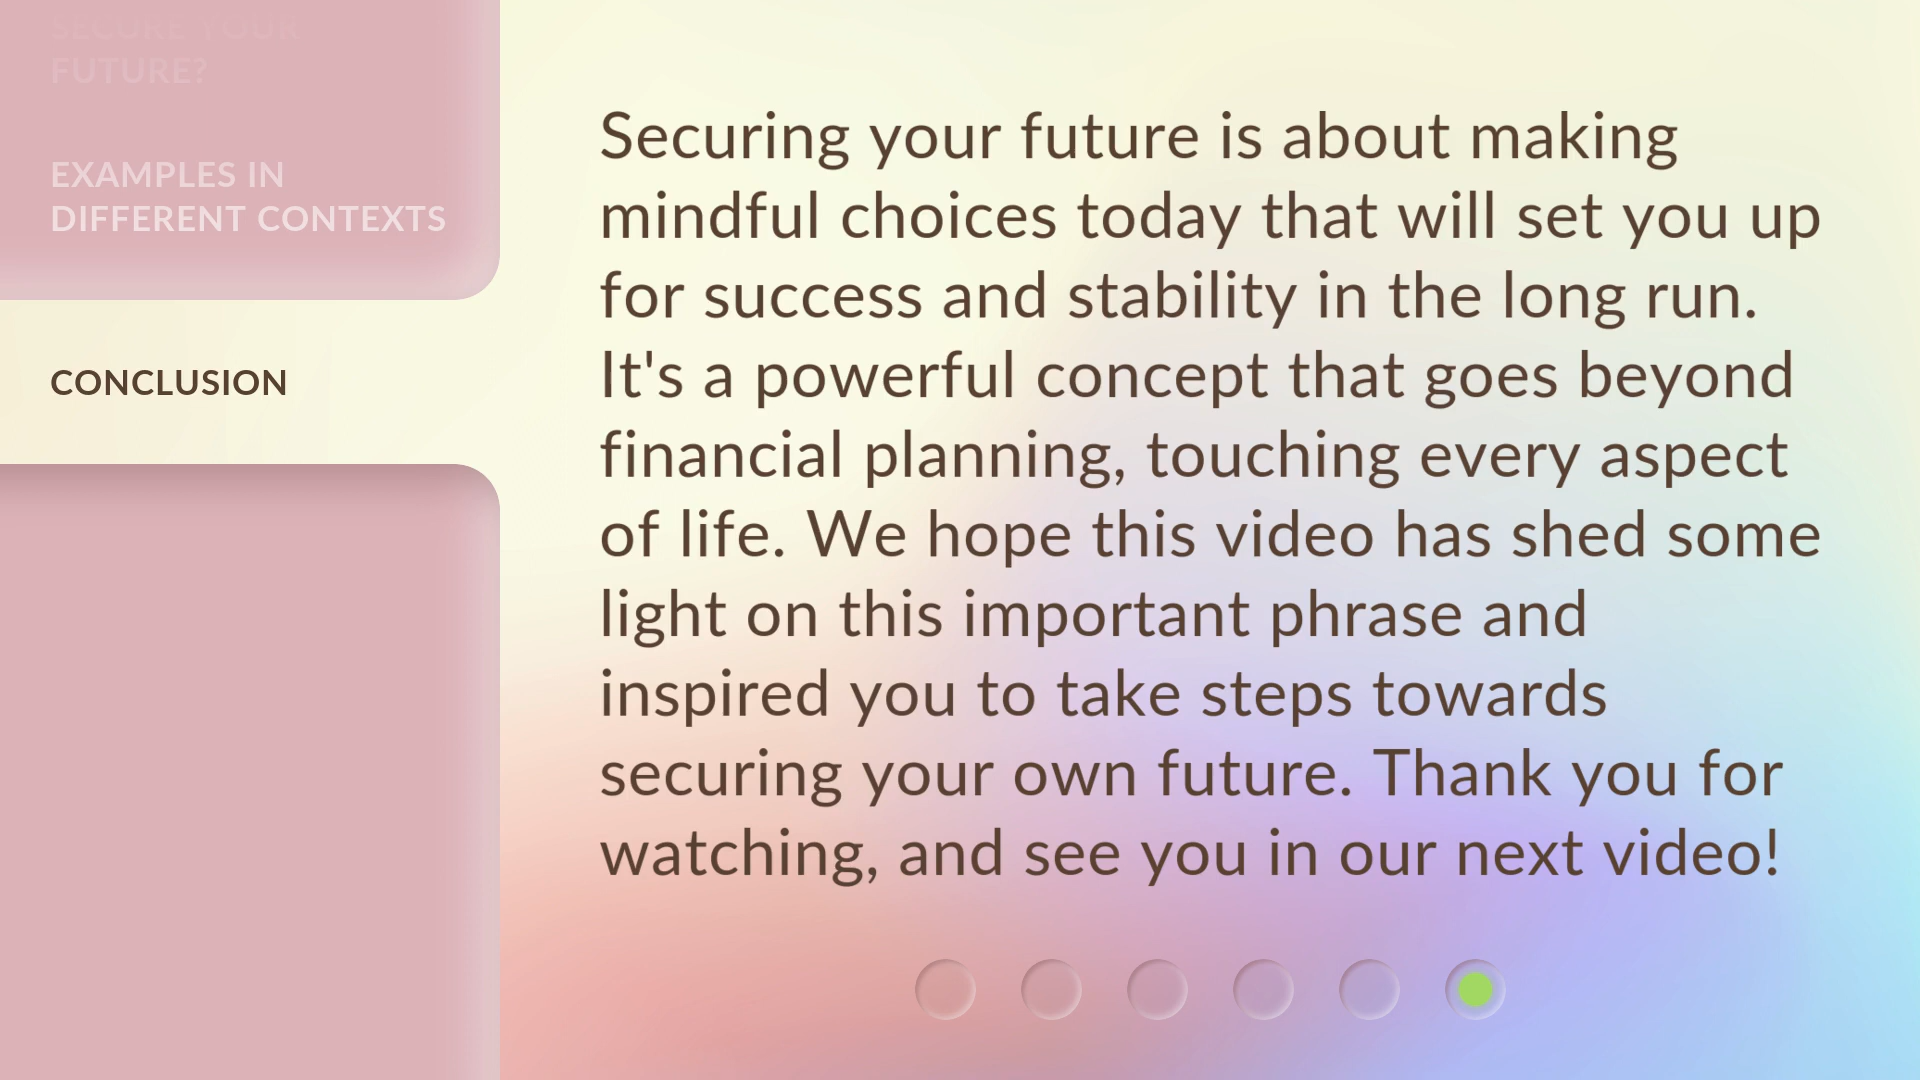 SECURE YOUR
FUTURE?
EXAMPLES IN
DIFFERENT CONTEXTS
CONCLUSION
Securing your future is about making
mindful choices today that will set you up
for success and stability in the long run.
It's a powerful concept that goes beyond
financial planning, touching every aspect
of life. We hope this video has shed some
light on this important phrase and
inspired you to take steps towards
securing your own future. Thank you for
watching, and see you in our next video!